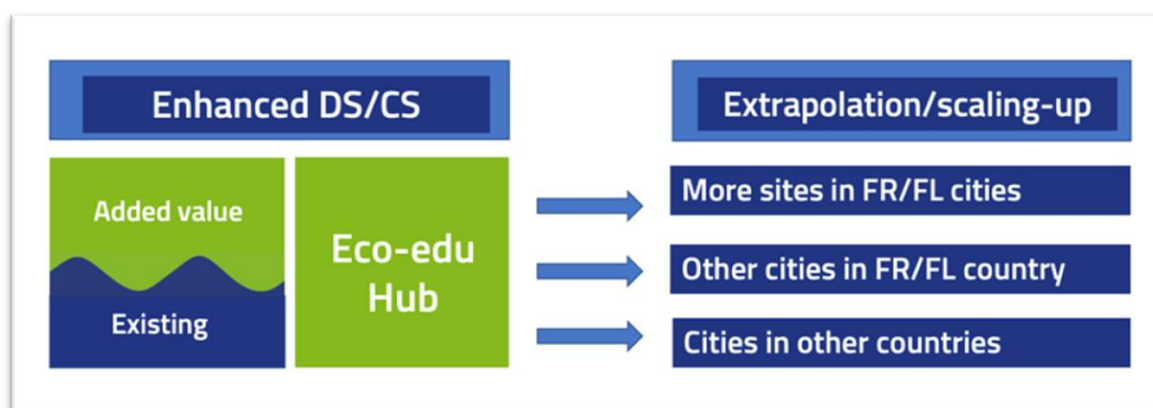 Enhanced DS/CS
Added value
Existing
Eco-edu
Hub
Extrapolation/scaling-up
More sites in FR/FL cities
Other cities in FR/FL country
Cities in other countries